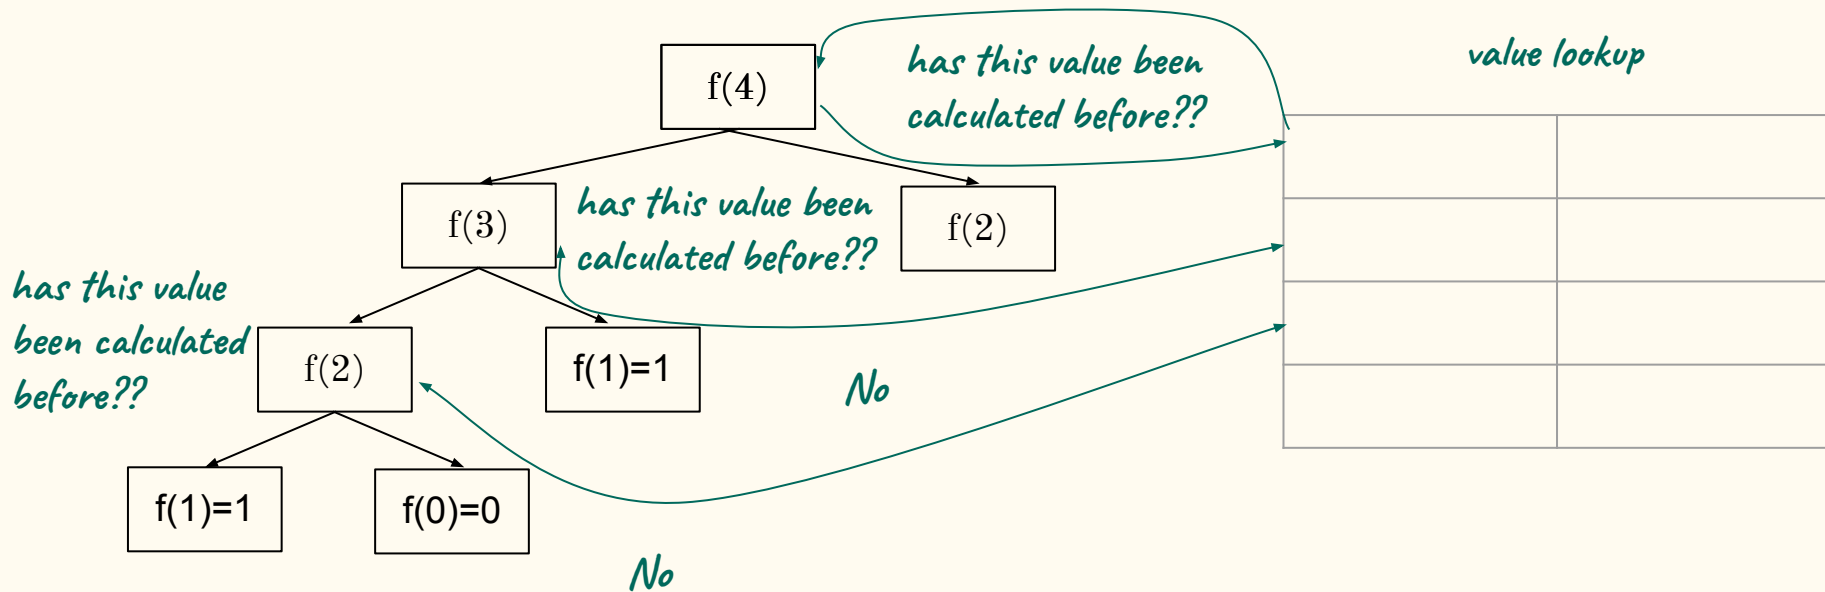 value lookup
has this value been
calculated before??
f(4)
has this value been
calculated before??
f(3)
f(2)
has this value
been calculated
before??
f(2)
f(1)=1
No
f(1)=1
f(0)=0
No